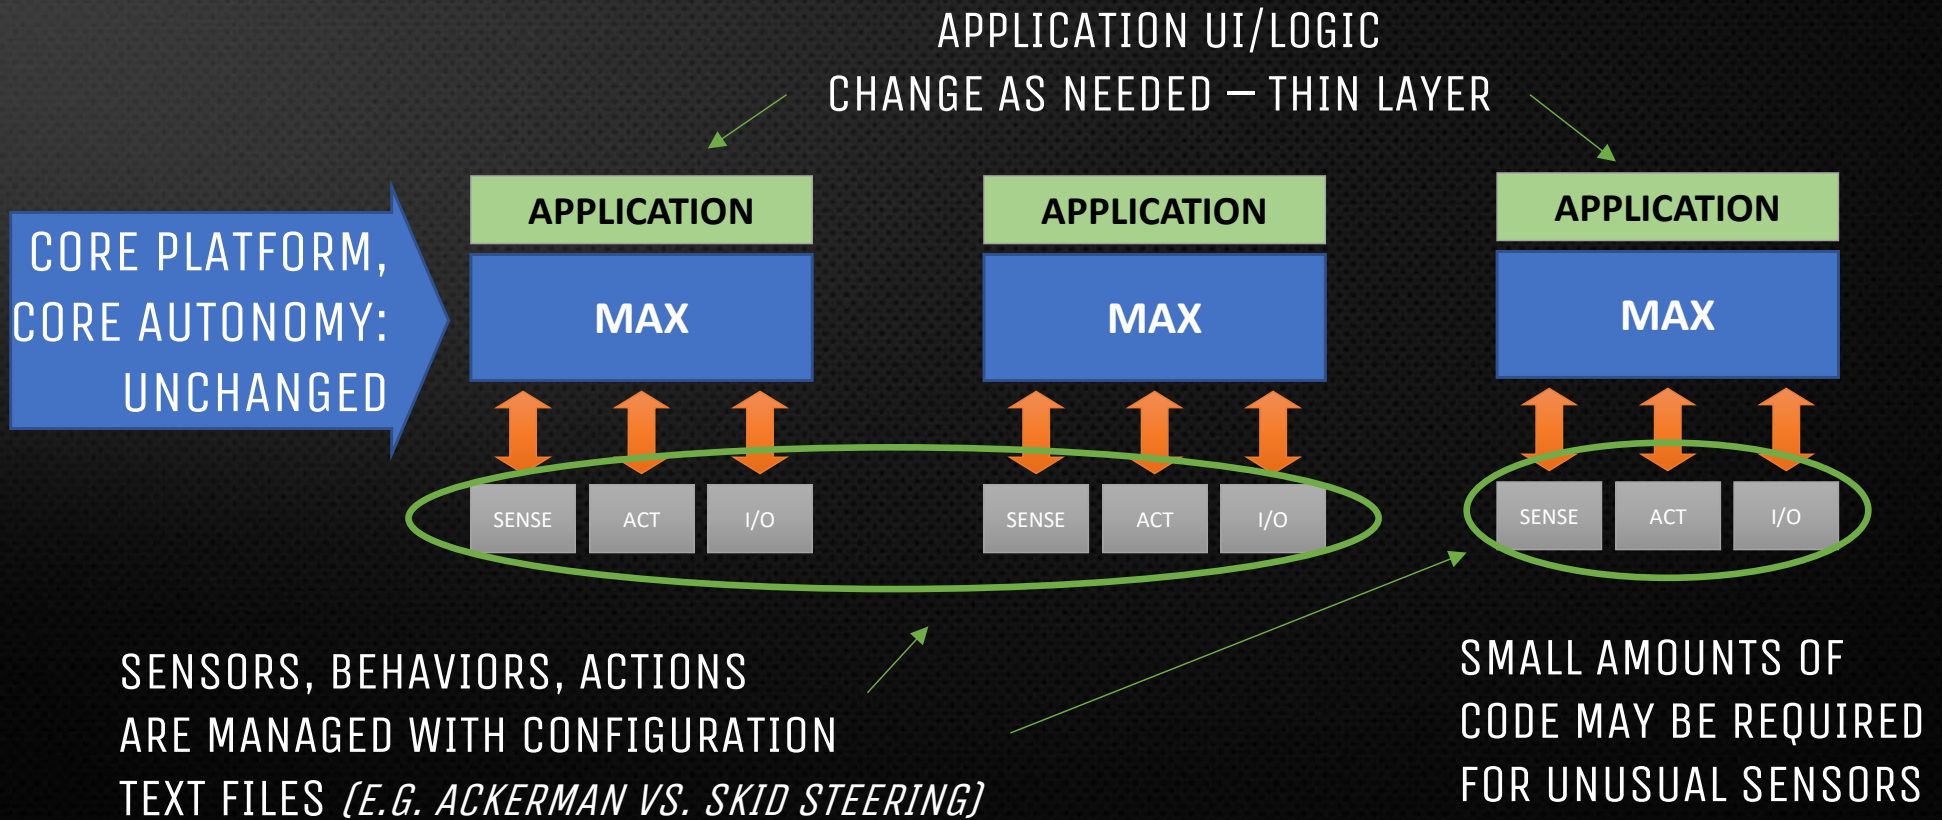 APPLICATION UI/LOGIC
CHANGE AS NEEDED – THIN LAYER
CORE PLATFORM,
CORE AUTONOMY:
UNCHANGED
APPLICATION
MAX
SENSE
ACT
I/O
APPLICATION
MAX
SENSE
ACT
I/O
APPLICATION
MAX
SENSE
ACT
I/O
SENSORS, BEHAVIORS, ACTIONS
ARE MANAGED WITH CONFIGURATION
TEXT FILES (E.G. ACKERMAN VS. SKID STEERING)
SMALL AMOUNTS OF
CODE MAY BE REQUIRED
FOR UNUSUAL SENSORS